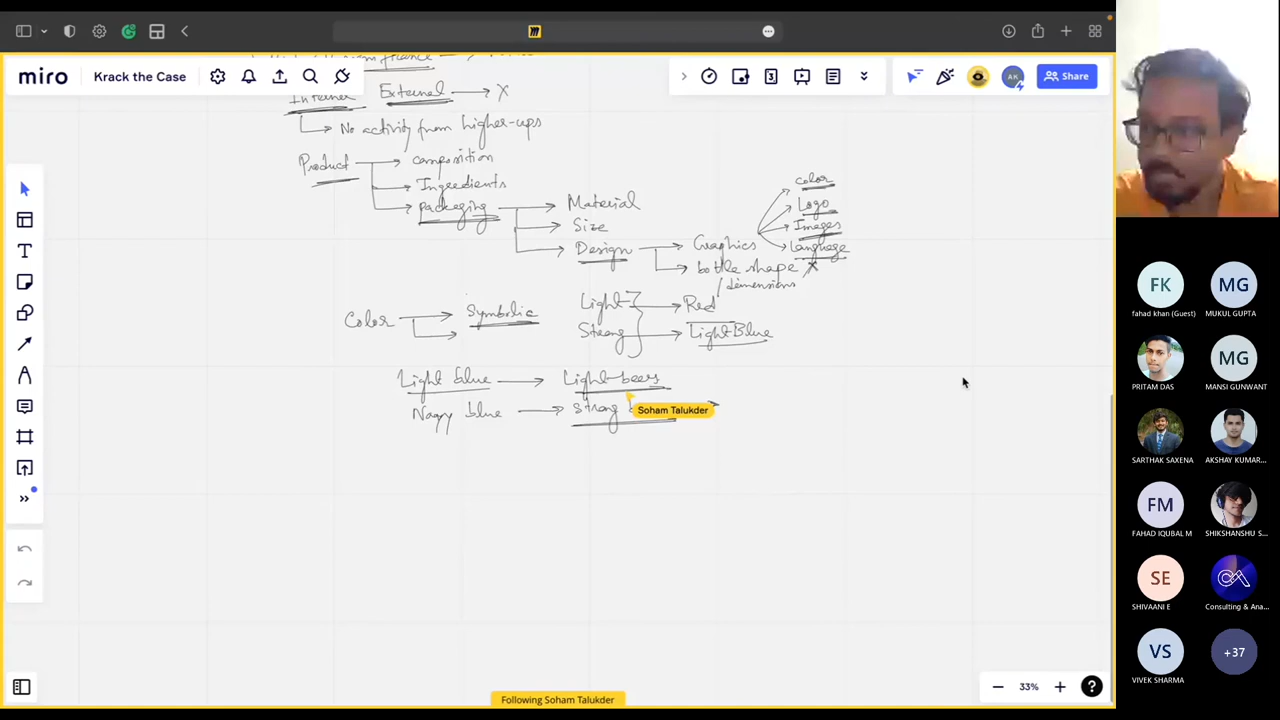 miro Krack the Case Share
Internal External → X
No activity from higher-ups
Product → composition
→ Ingredients
→ packaging → Material
→ Size
→ Design → Graphics
→ bottle shape X
/ dimensions
color
Logo
Images
Language
Color → Symbolic
Light → Red
Strong → Light Blue
Light blue → Light beers
Navy blue → Strong
Soham Talukder
Following Soham Talukder
33%
FK
fahad khan (Guest)
MG
MUKUL GUPTA
PRITAM DAS
MG
MANSI GUNWANT
SARTHAK SAXENA
AKSHAY KUMAR...
FM
FAHAD IQUBAL M
SHIKSHANSHU S...
SE
SHIVAANI E
CA
Consulting & Ana...
VS
VIVEK SHARMA
+37